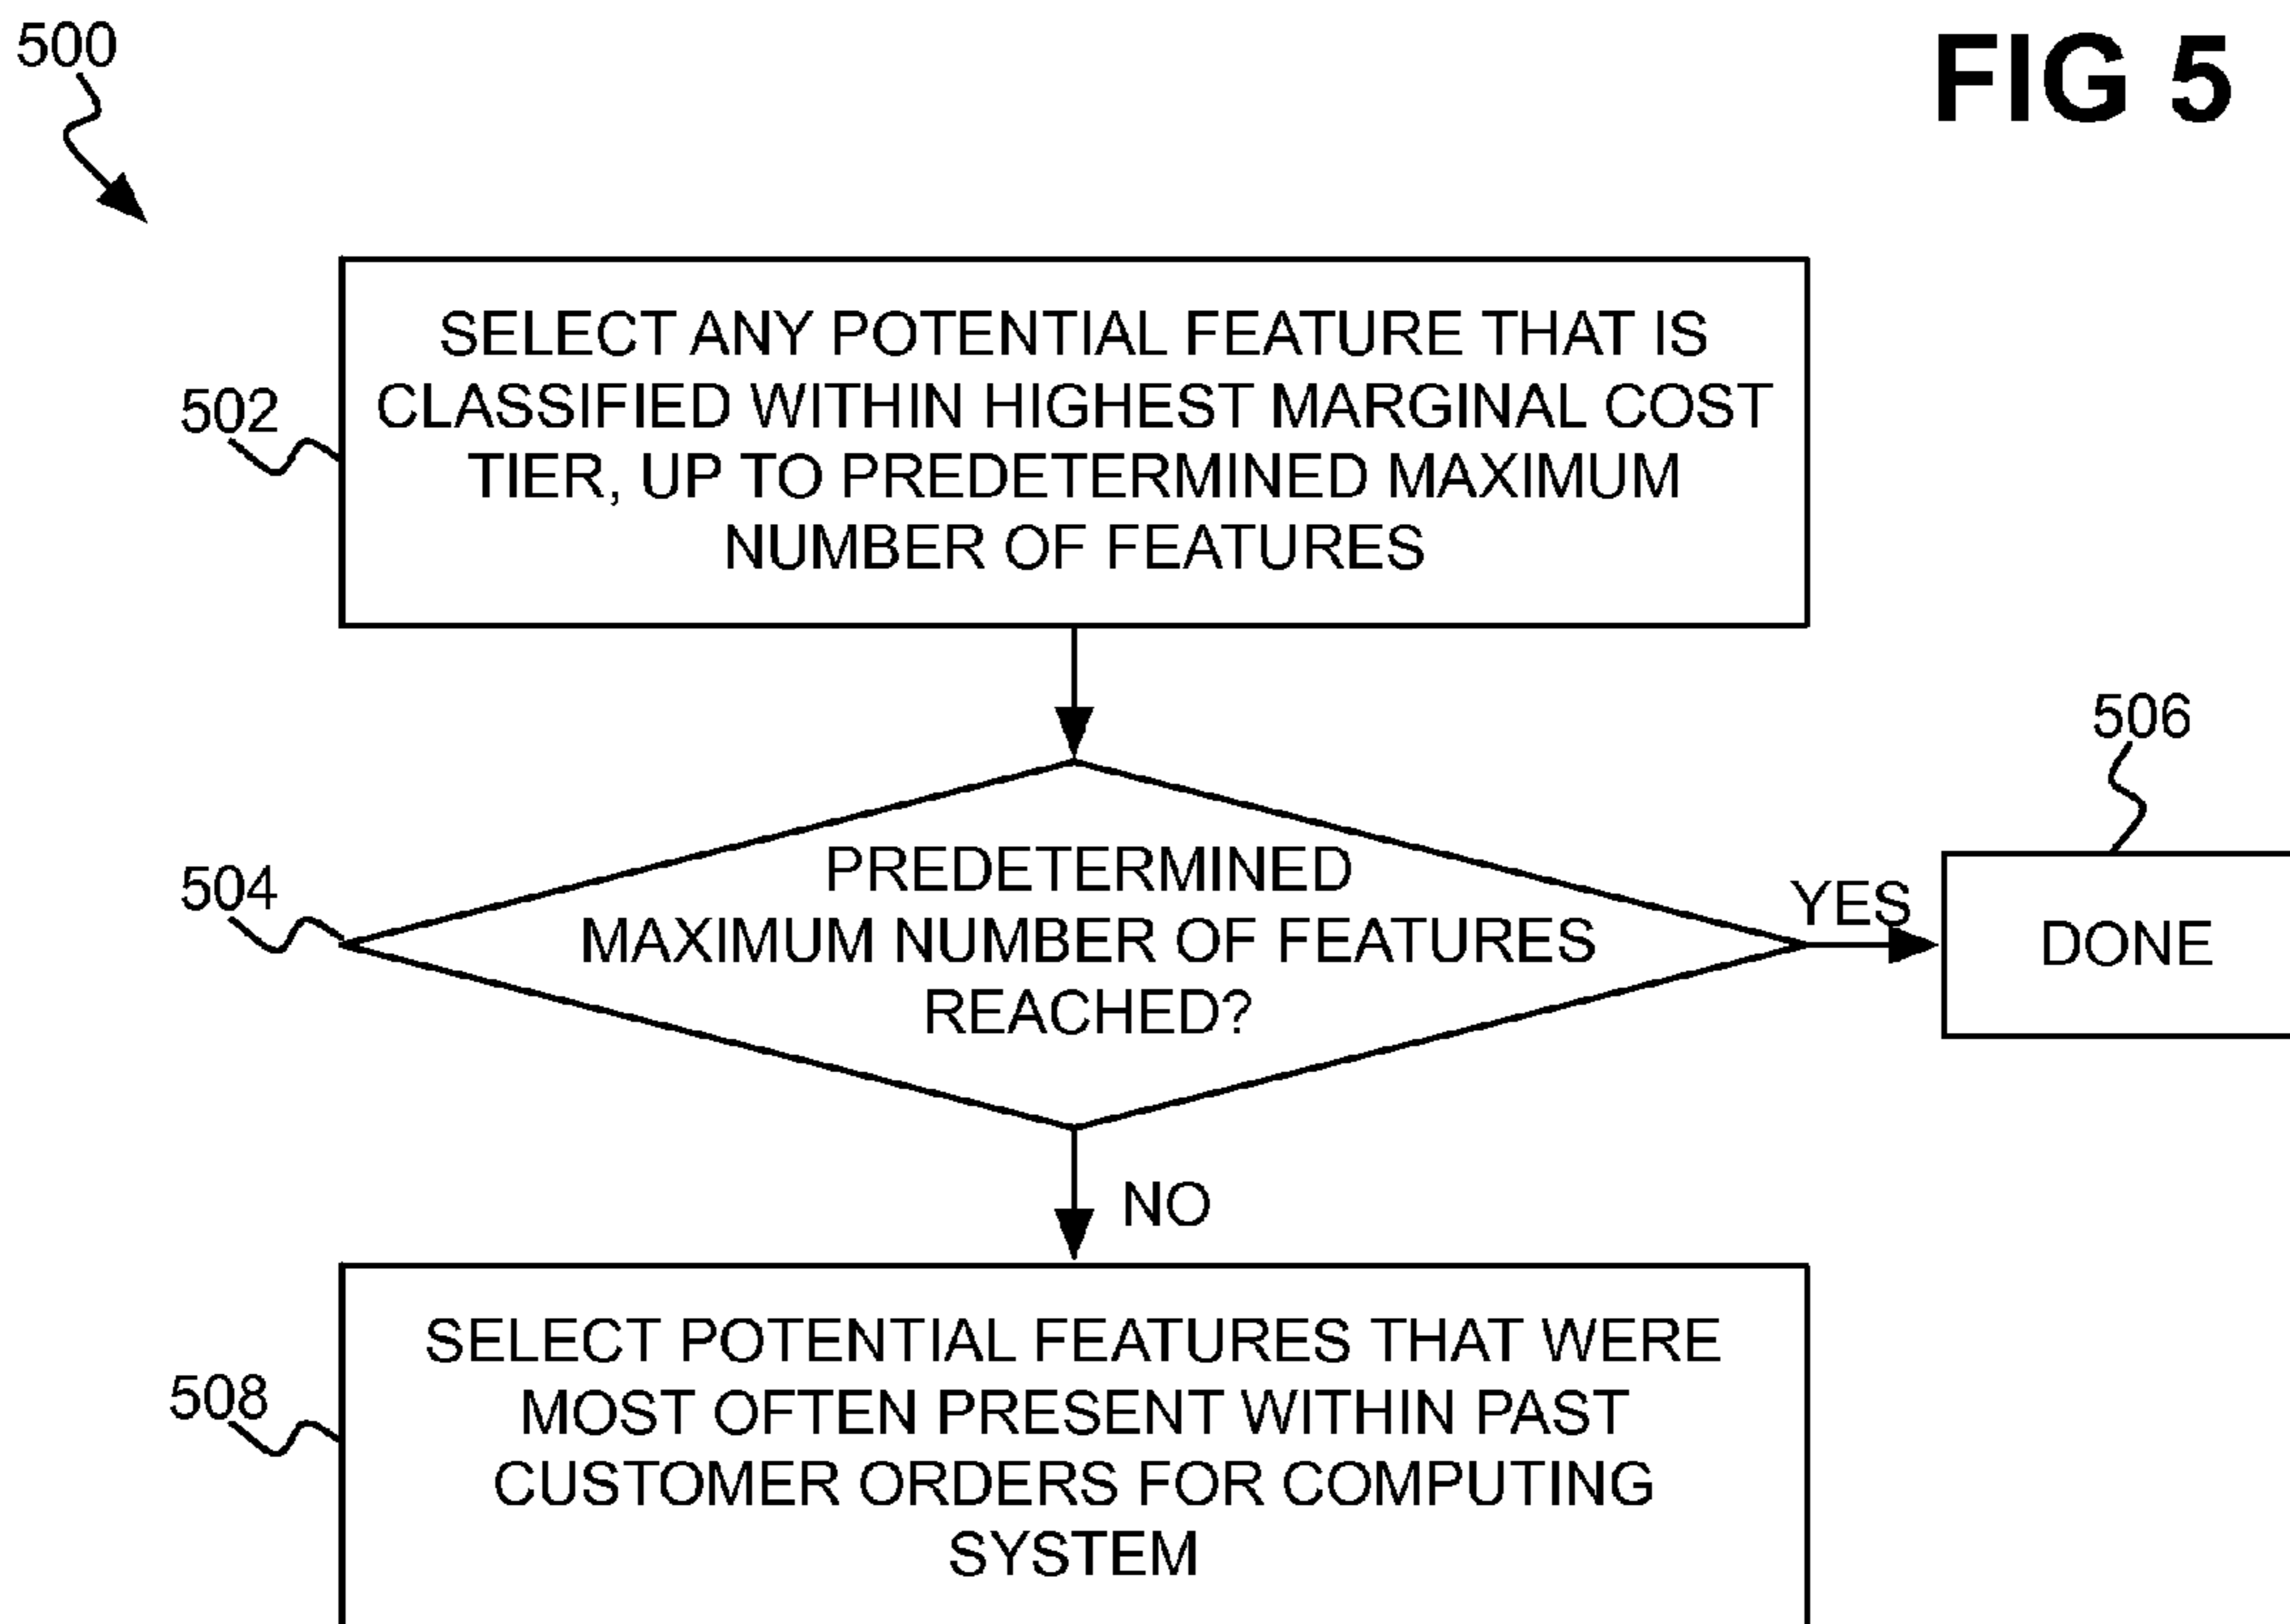 500
FIG 5
SELECT ANY POTENTIAL FEATURE THAT IS
CLASSIFIED WITHIN HIGHEST MARGINAL COST
TIER, UP TO PREDETERMINED MAXIMUM
NUMBER OF FEATURES
502
506
PREDETERMINED
MAXIMUM NUMBER OF FEATURES
REACHED?
504
YES
DONE
NO
SELECT POTENTIAL FEATURES THAT WERE
MOST OFTEN PRESENT WITHIN PAST
CUSTOMER ORDERS FOR COMPUTING
SYSTEM
508